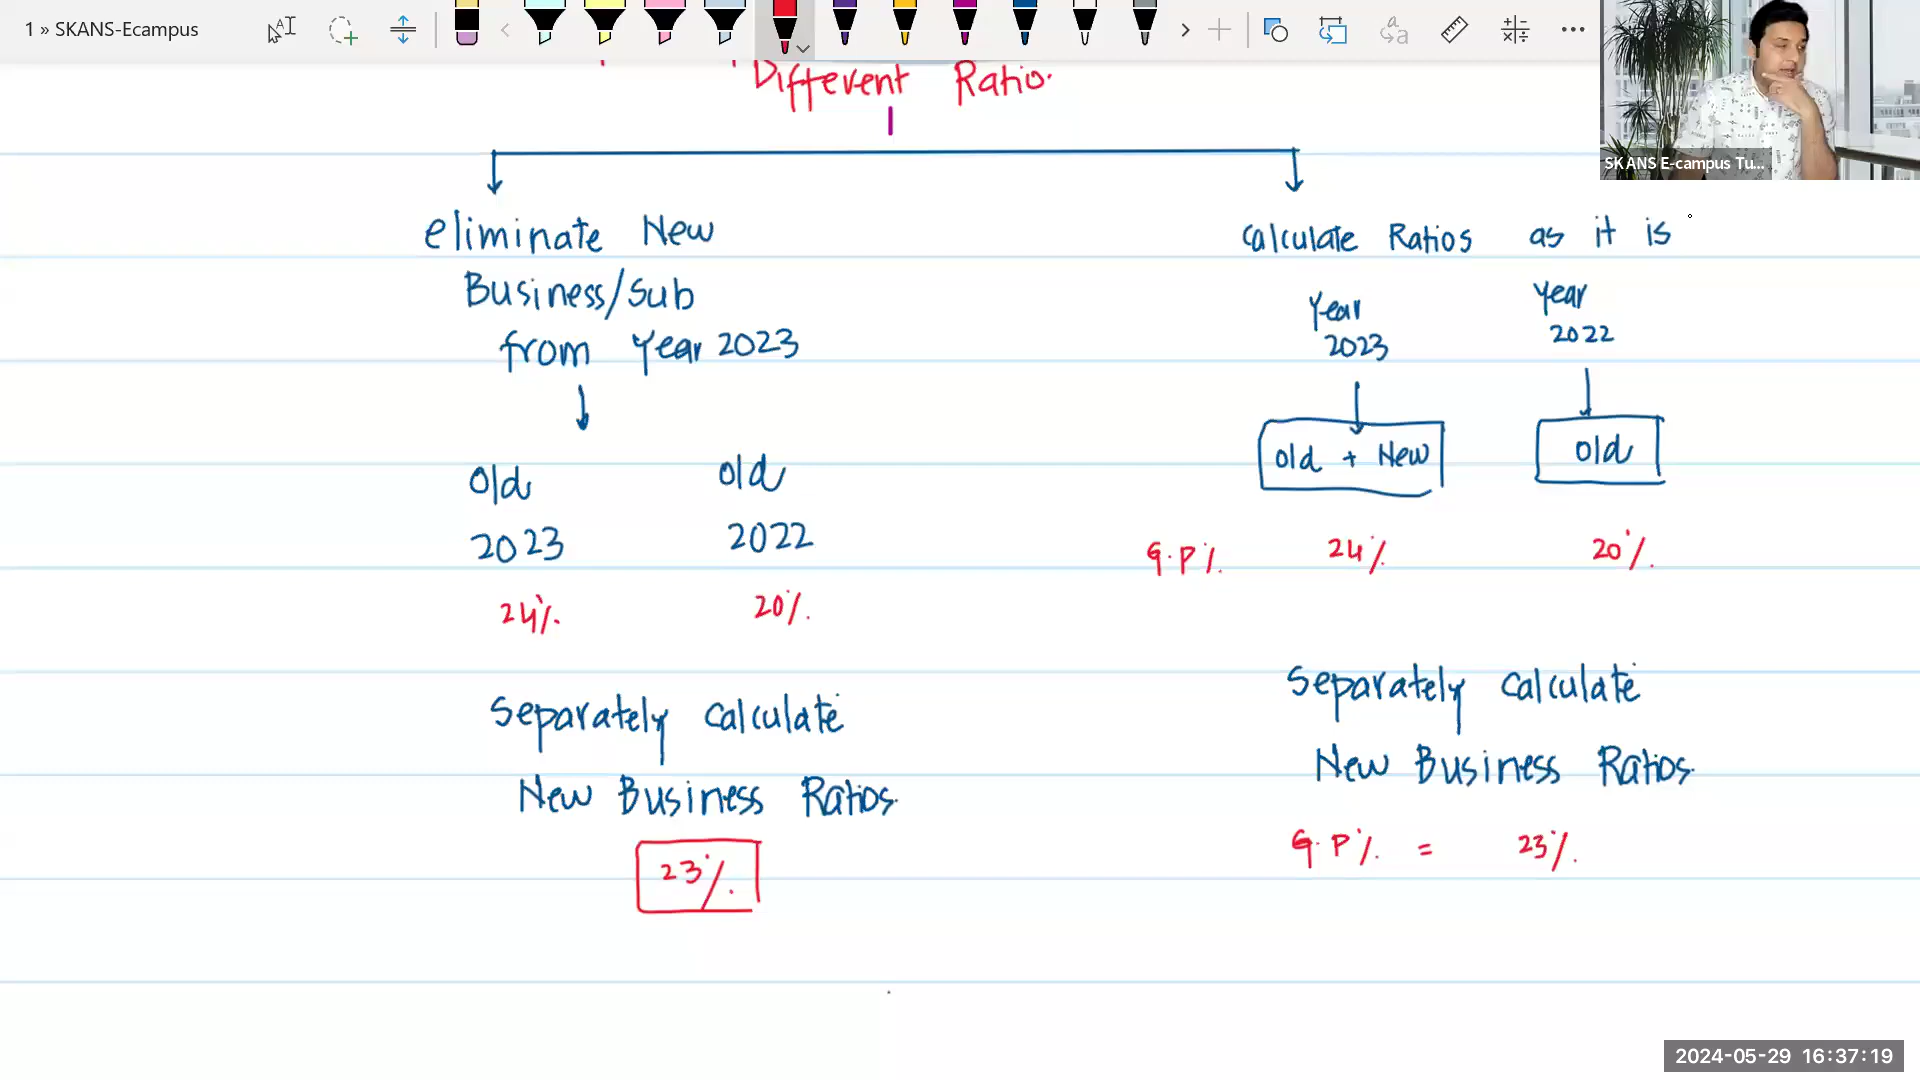 1 » SKANS-Ecampus
SKANS E-campus Tu...
Different Ratio.
eliminate New
Business/Sub
from Year 2023
Old Old
2023 2022
24% 20%
Separately Calculate
New Business Ratios.
23%
Calculate Ratios as it is
Year Year
2023 2022
Old + New Old
G.P% 24% 20%
Separately Calculate
New Business Ratios.
G.P% = 23%
2024-05-29 16:37:19